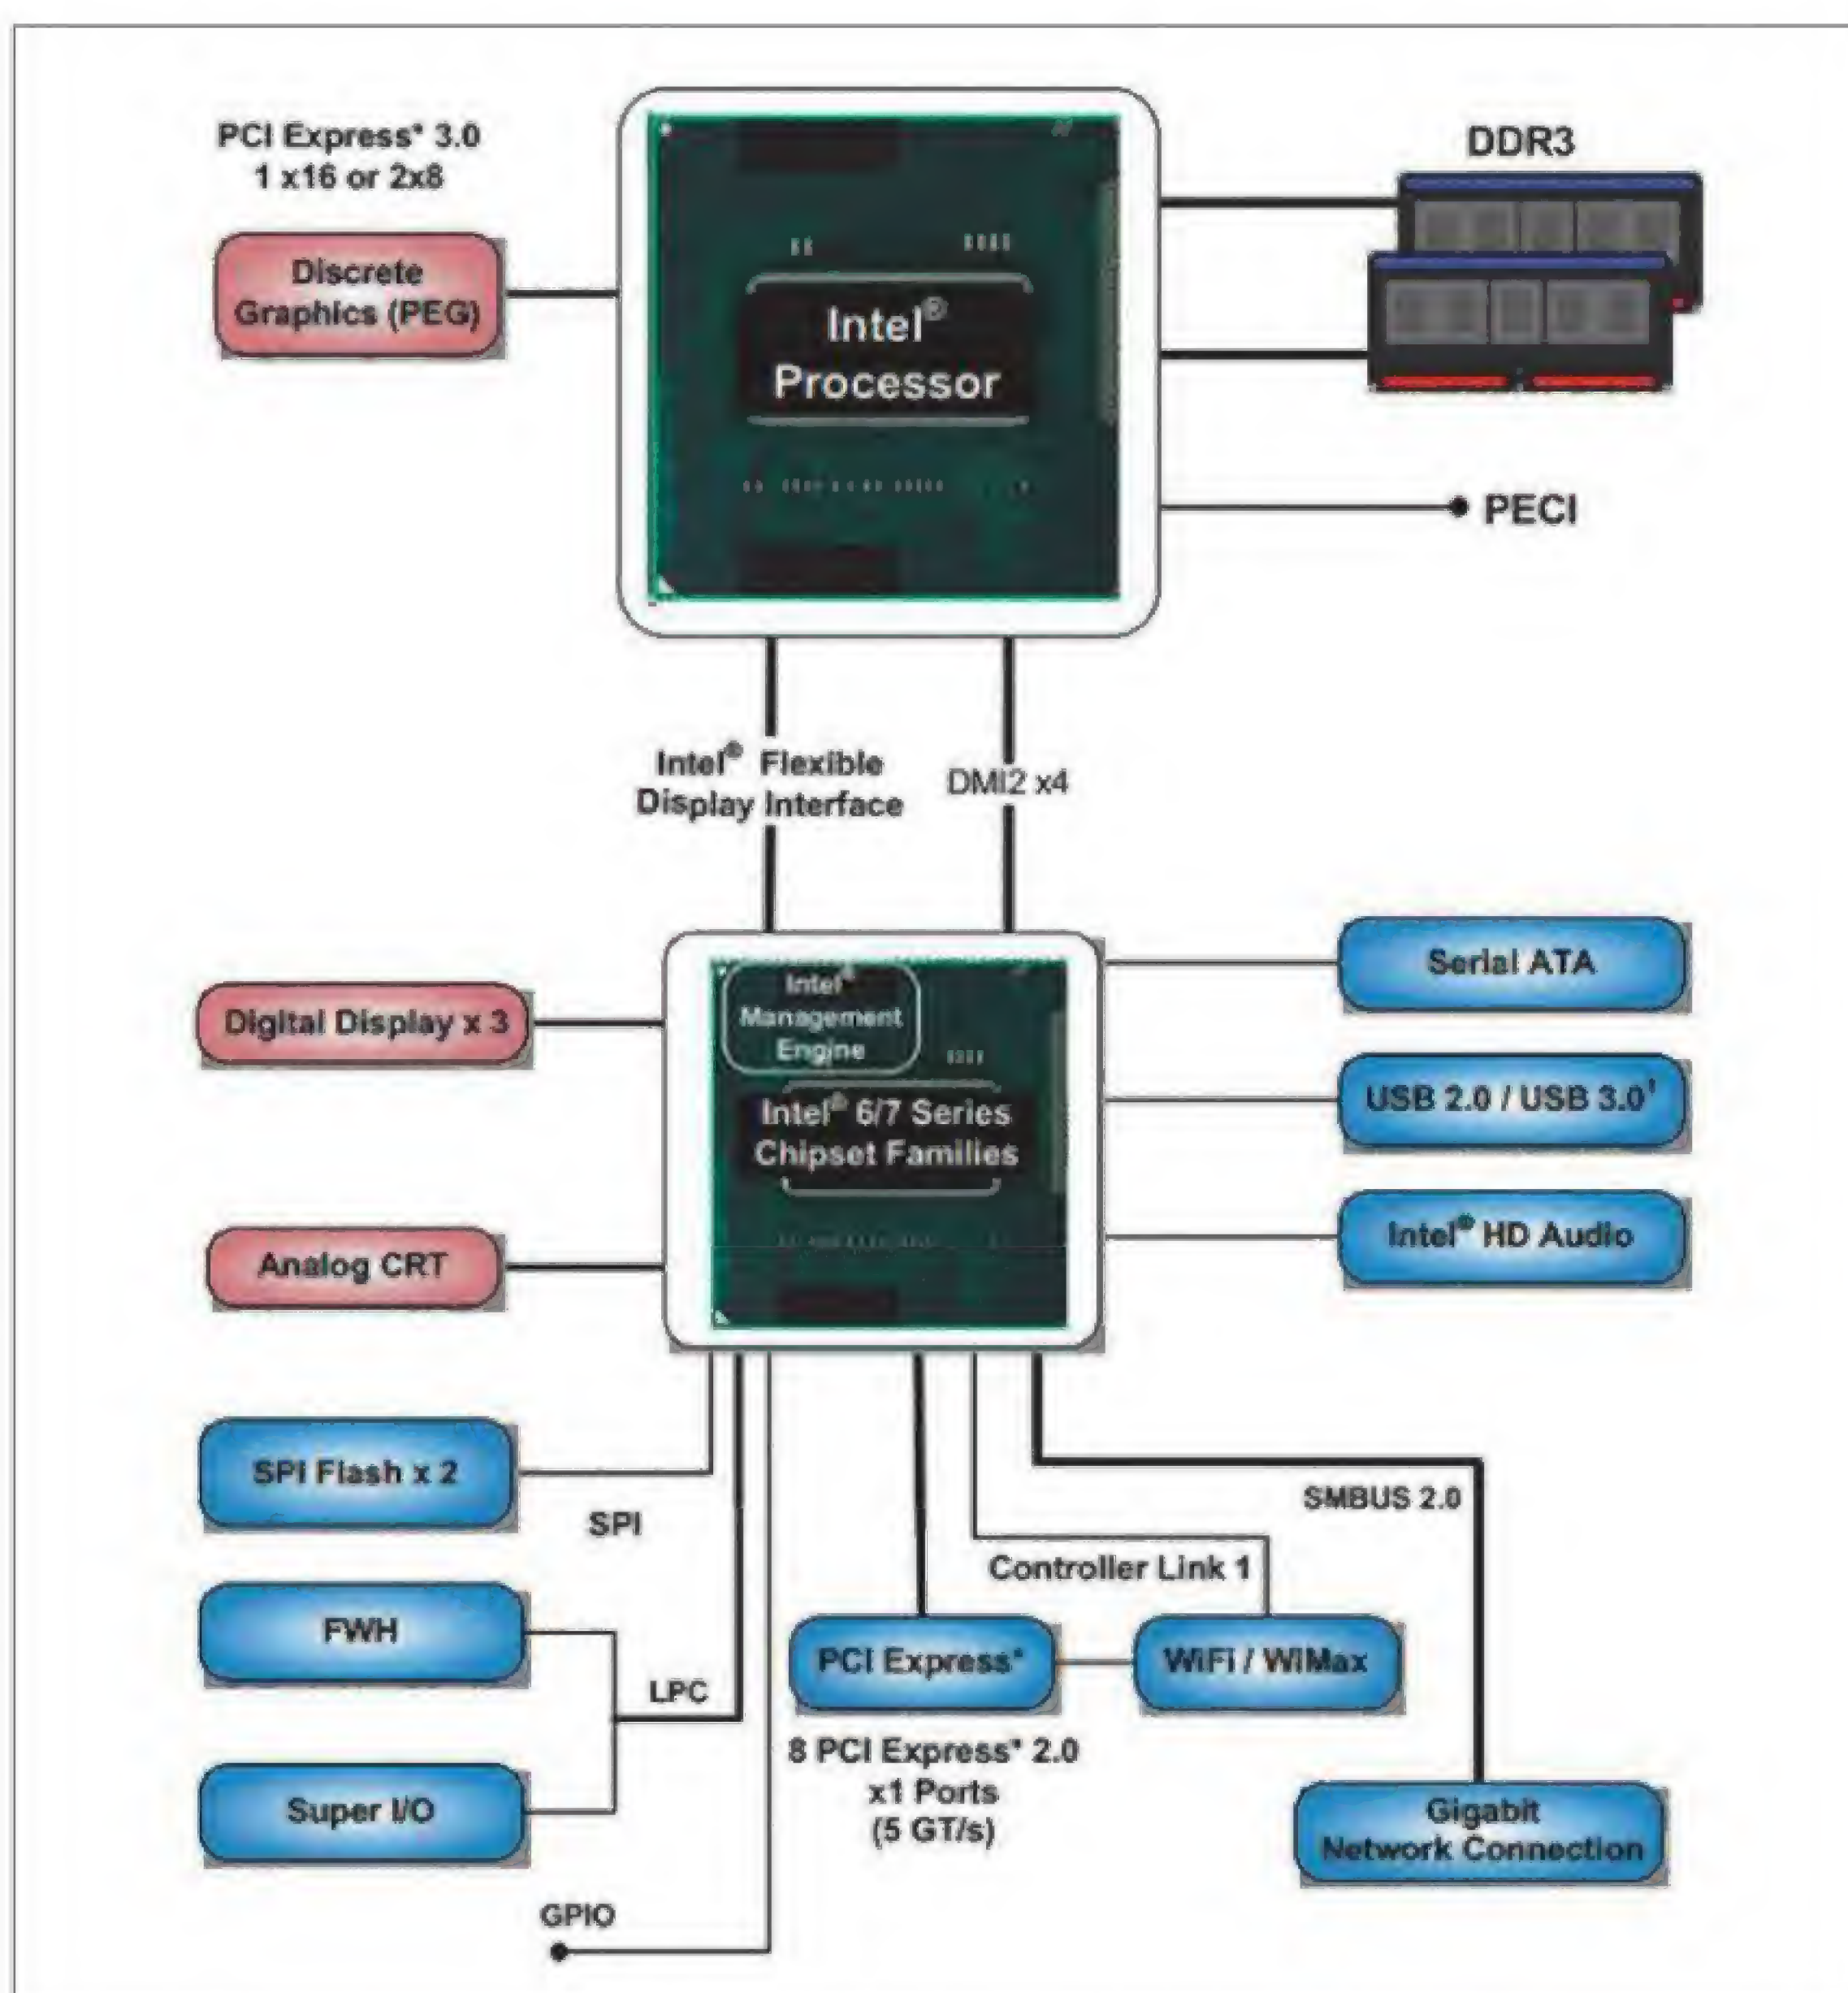 PCI Express* 3.0
1 x16 or 2x8
Discrete
Graphics (PEG)
Intel®
Processor
DDR3
PECI
Intel® Flexible
Display Interface
DMI2 x4
Digital Display x 3
Analog CRT
Intel®
Management
Engine
Intel® 6/7 Series
Chipset Families
Serial ATA
USB 2.0 / USB 3.0¹
Intel® HD Audio
SPI Flash x 2
SPI
FWH
LPC
Super I/O
GPIO
SMBUS 2.0
Controller Link 1
PCI Express*
WiFi / WiMax
8 PCI Express* 2.0
x1 Ports
(5 GT/s)
Gigabit
Network Connection